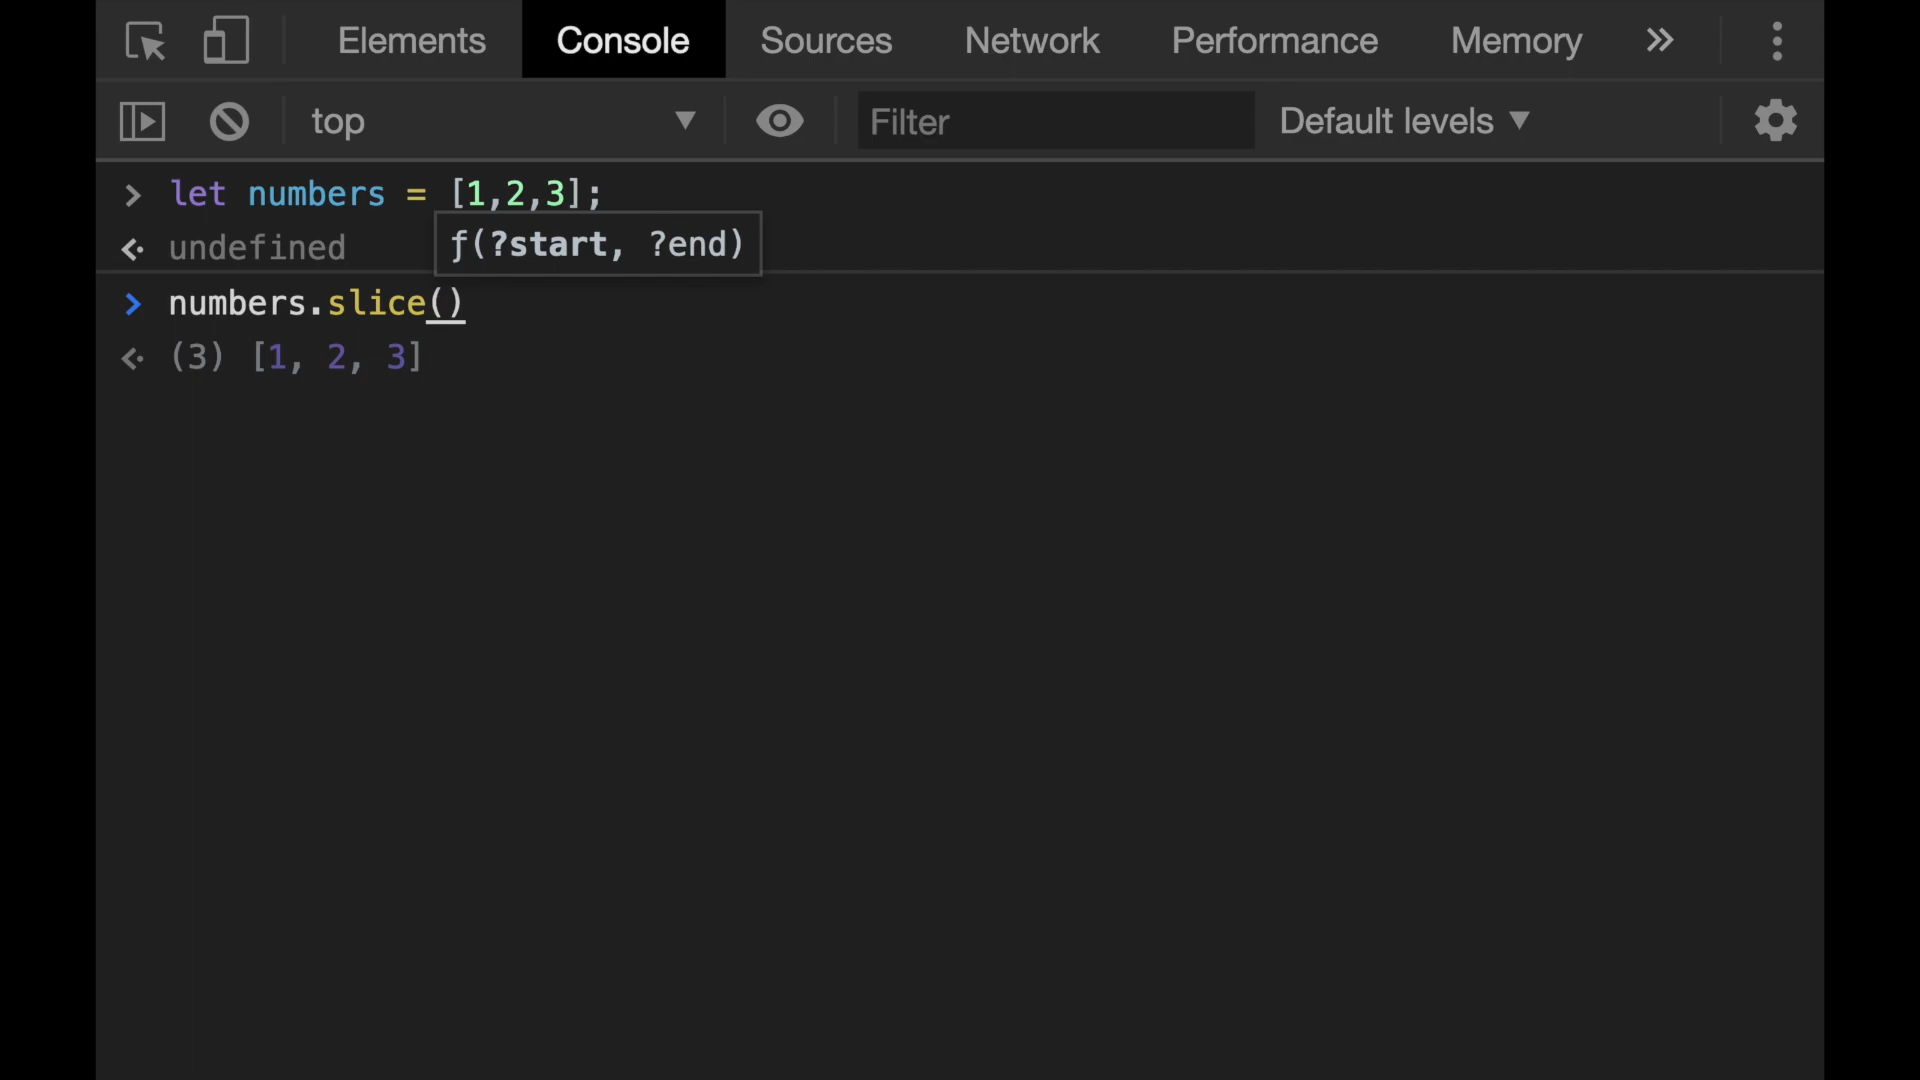 Elements Console Sources Network Performance Memory
top Filter Default levels
let numbers = [1,2,3];
undefined
ƒ(?start, ?end)
numbers.slice()
(3) [1, 2, 3]